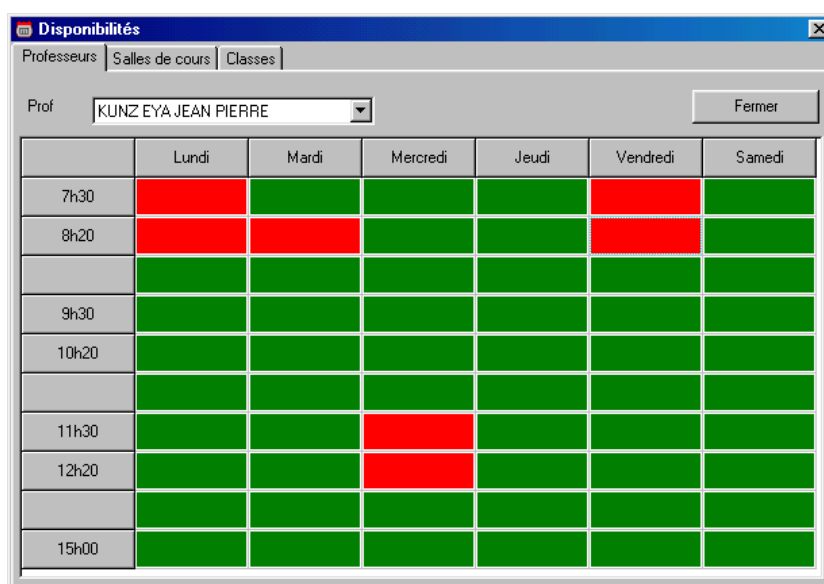 Disponibilités
Professeurs Salles de cours Classes
Prof KUNZ EYA JEAN PIERRE Fermer
Lundi Mardi Mercredi Jeudi Vendredi Samedi
7h30
8h20
9h30
10h20
11h30
12h20
15h00